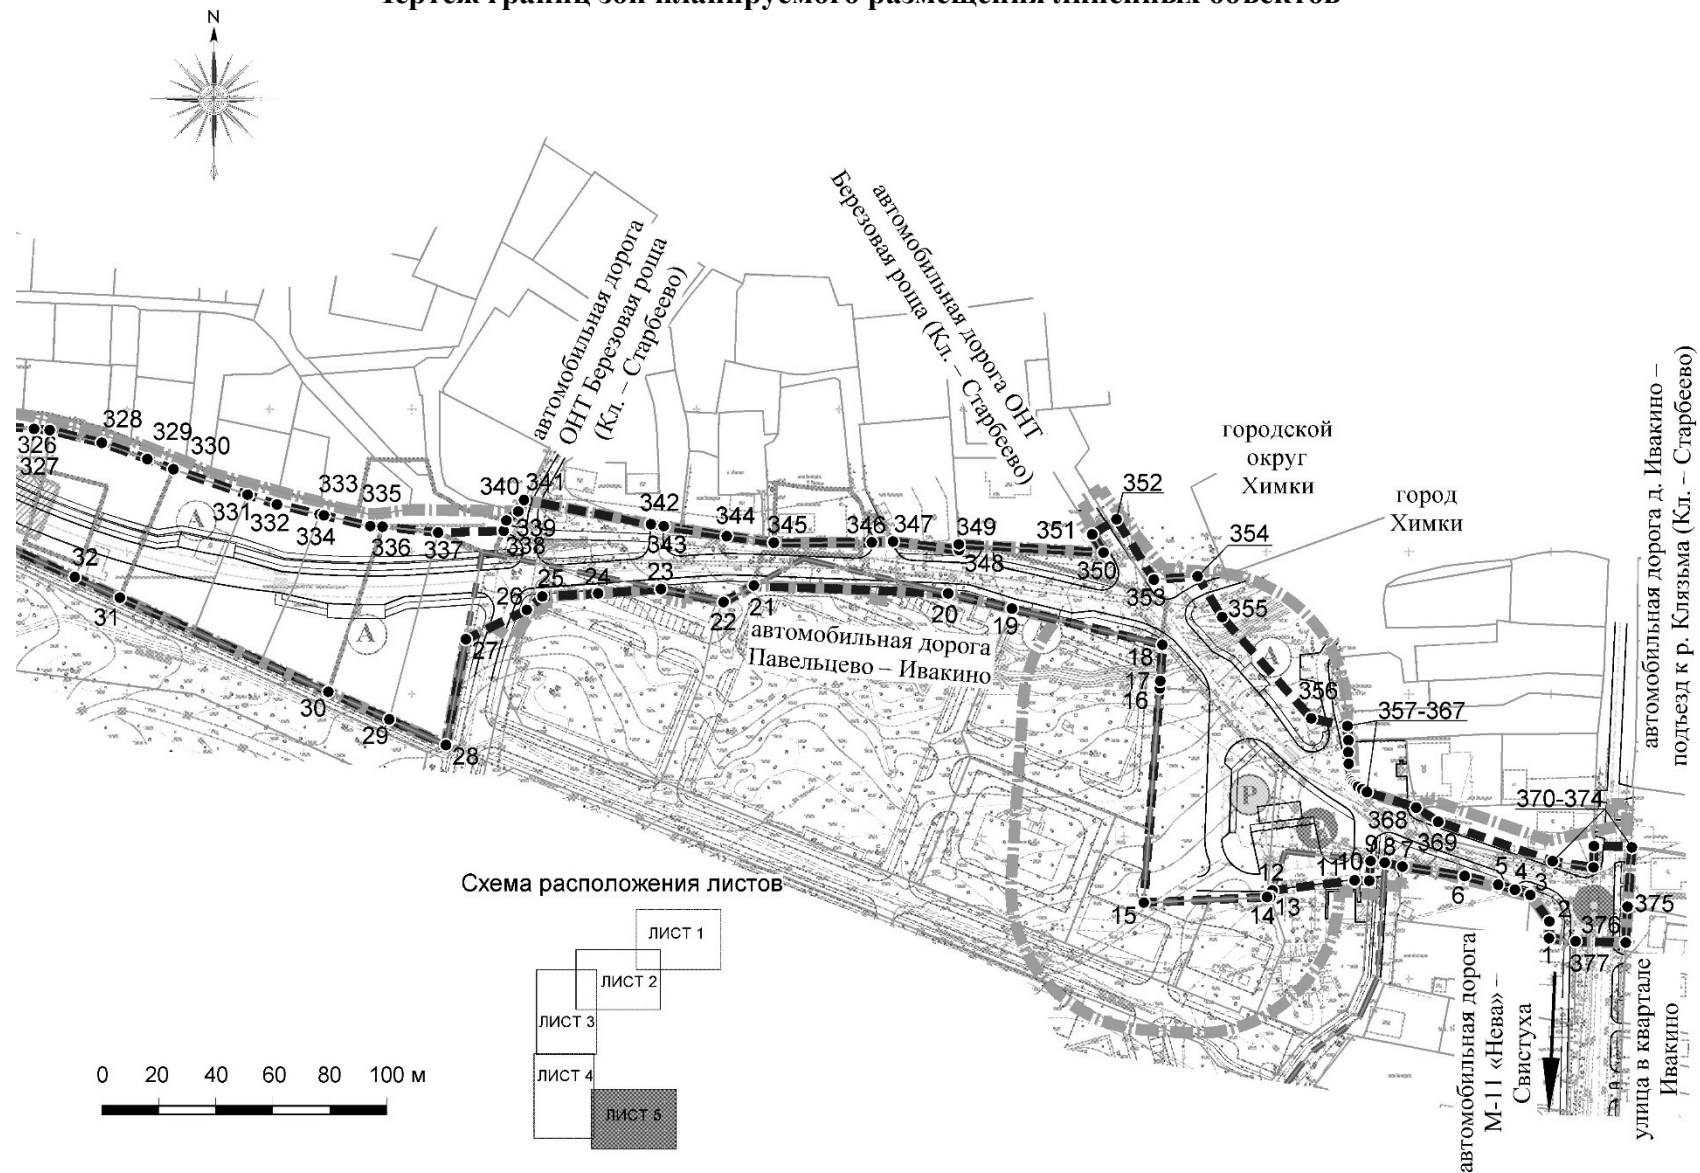 Чертеж границ зон планируемого размещения линейных объектов
N
автомобильная дорога
ОНТ Березовая роща
(Кл. – Старбеево)
автомобильная дорога ОНТ
Березовая роща (Кл. – Старбеево)
городской
округ
Химки
город
Химки
автомобильная дорога д. Ивакино –
подъезд к р. Клязьма (Кл. – Старбеево)
326
327
328
329
330
331
332
333
334
335
336
337
338
339
340
341
342
343
344
345
346
347
348
349
350
351
352
353
354
355
356
357-367
368
369
370-374
375
376
377
32
31
30
29
28
27
26
25
24
23
22
21
20
19
18
17
16
15
14
13
12
11
10
9
8
7
6
5
4
3
2
1
А
А
Р
автомобильная дорога
Павельцево – Ивакино
автомобильная дорога
М-11 «Нева» –
Свистуха
улица в квартале
Ивакино
Схема расположения листов
ЛИСТ 1
ЛИСТ 2
ЛИСТ 3
ЛИСТ 4
ЛИСТ 5
0 20 40 60 80 100 м